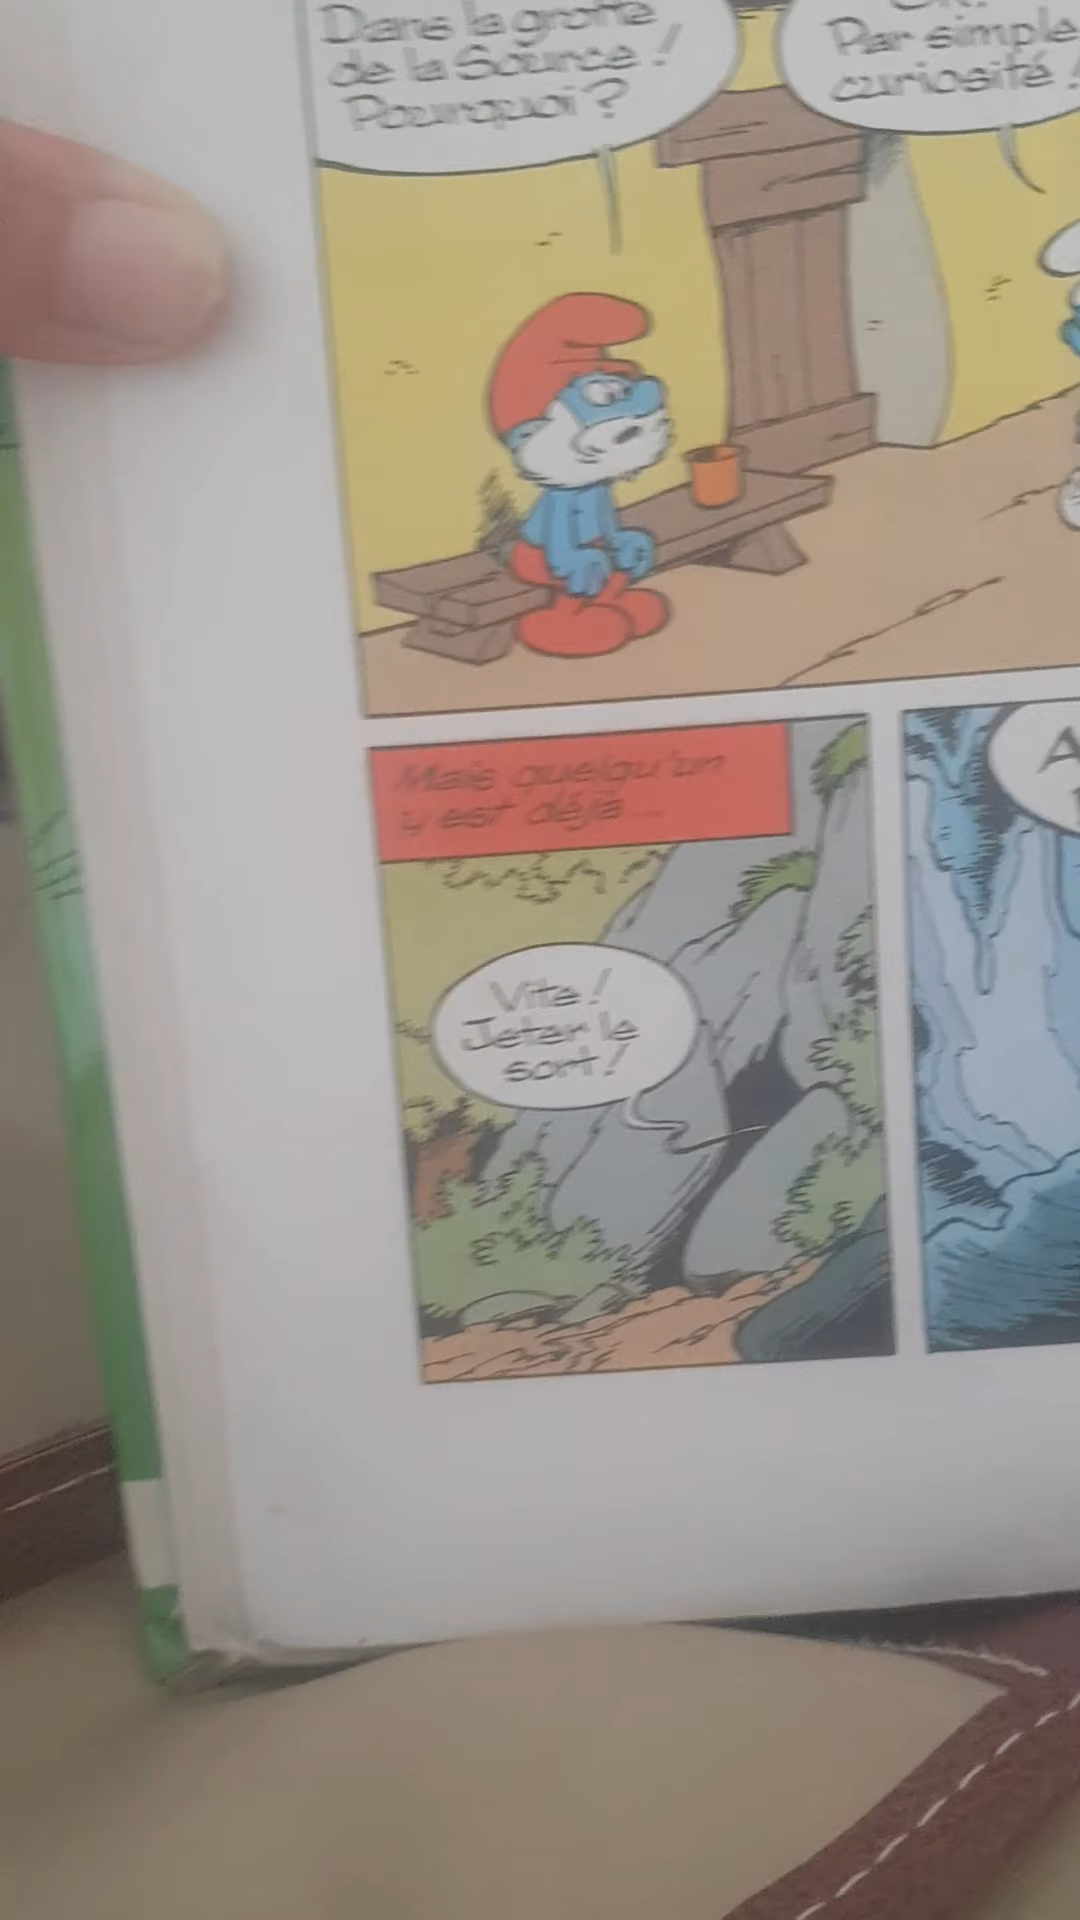 Dans la grotte
de la Source !
Pourquoi ?
Par simple
curiosité !
Mais quelqu'un
y est déjà ...
Vite !
Jeter le
sort !
A